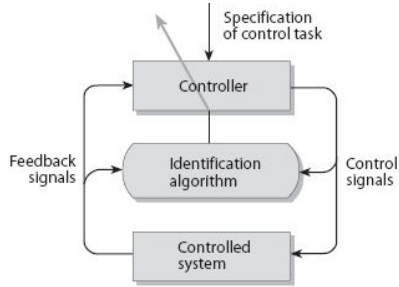 Specification
of control task
Controller
Feedback
signals
Identification
algorithm
Control
signals
Controlled
system